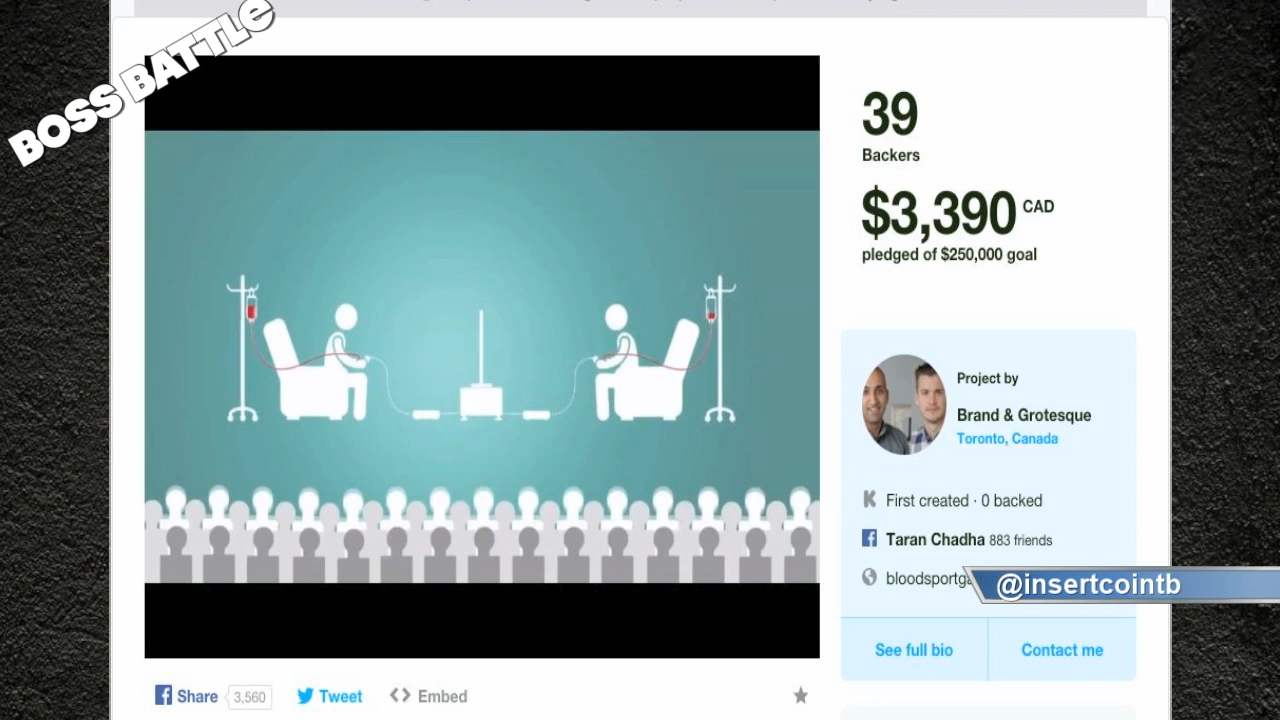 BOSS BATTLE
39
Backers
$3,390 CAD
pledged of $250,000 goal
Project by
Brand & Grotesque
Toronto, Canada
First created · 0 backed
Taran Chadha 883 friends
@insertcointb
See full bio
Contact me
Share 3,560
Tweet
Embed